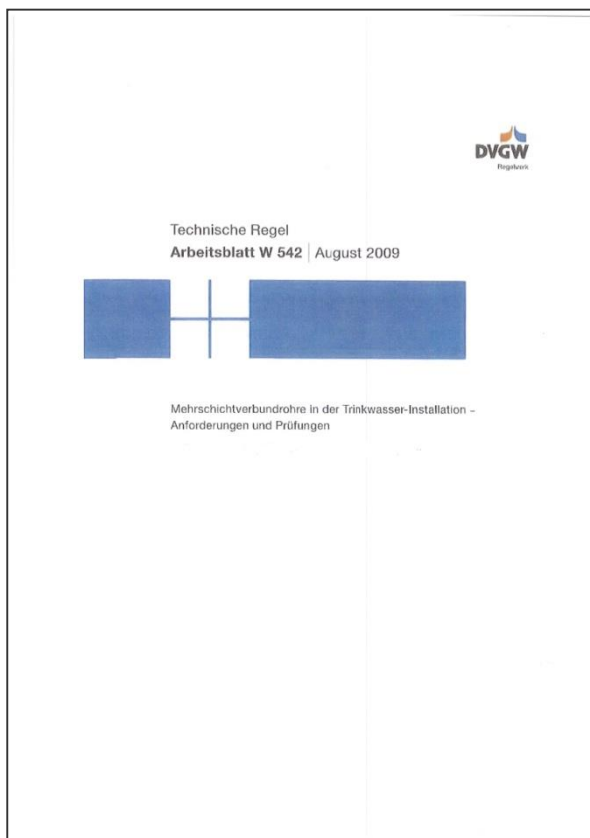 DVGW
Regelwerk
Technische Regel
Arbeitsblatt W 542 | August 2009
Mehrschichtverbundrohre in der Trinkwasser-Installation –
Anforderungen und Prüfungen